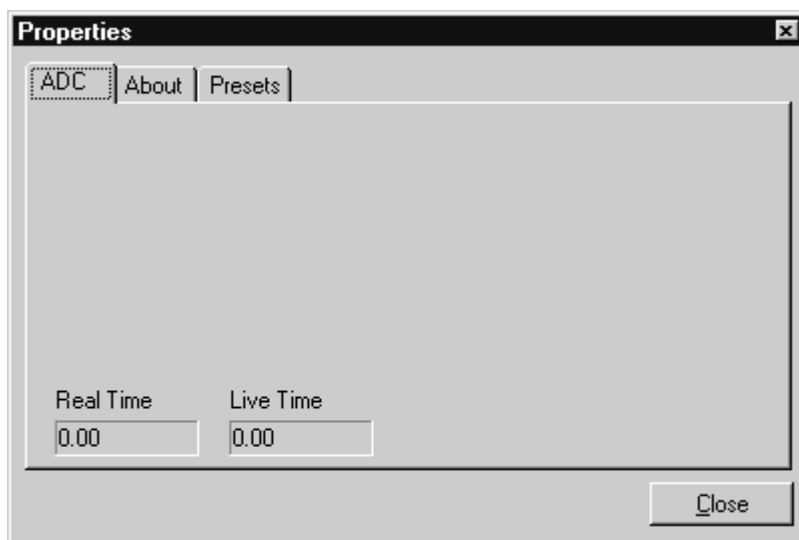 Properties
ADC About Presets
Real Time Live Time
0.00 0.00
Close